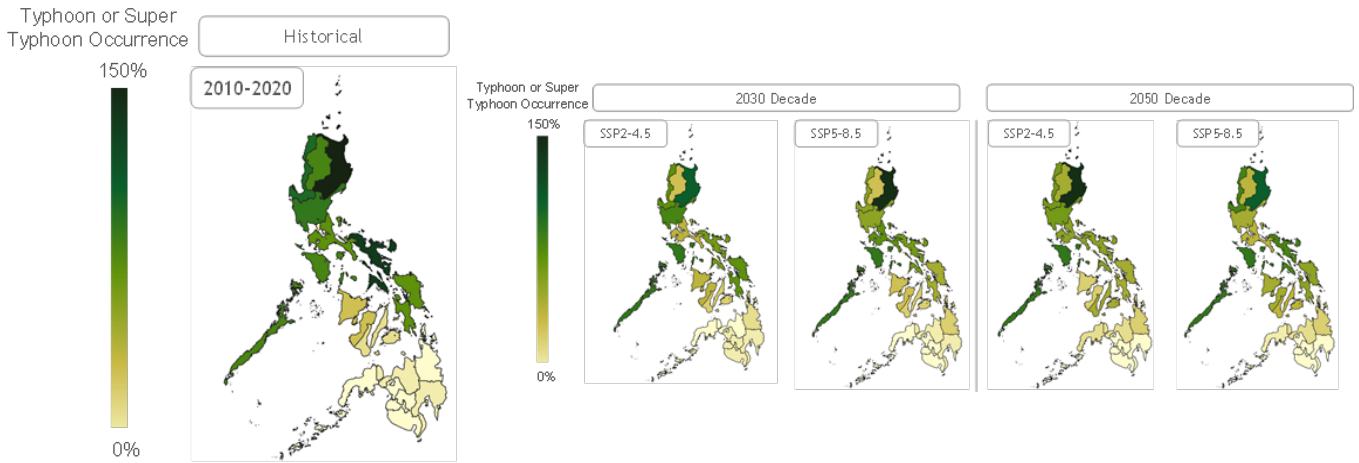 Typhoon or Super
Typhoon Occurrence
150%
0%
Historical
2010-2020
Typhoon or Super
Typhoon Occurrence
150%
0%
2030 Decade
SSP2-4.5
SSP5-8.5
2050 Decade
SSP2-4.5
SSP5-8.5